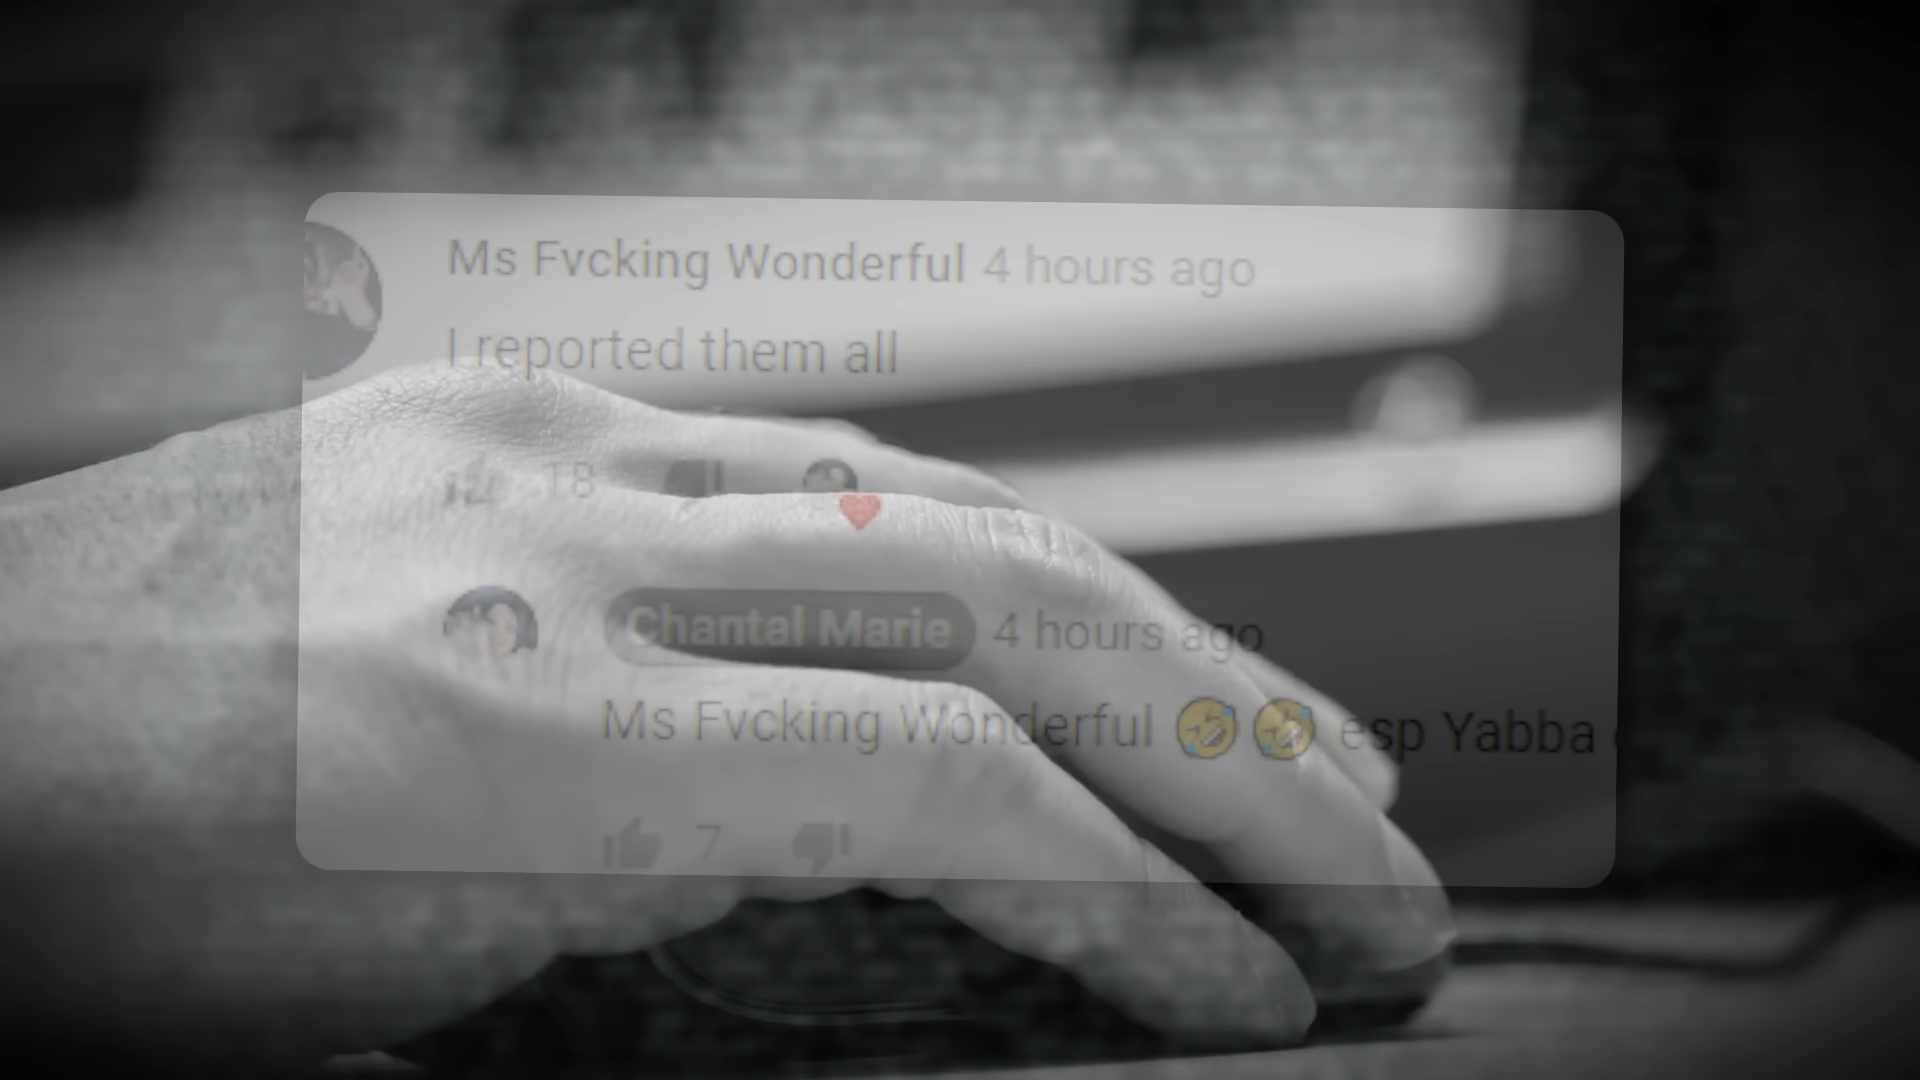 Ms Fvcking Wonderful 4 hours ago
I reported them all
18
Chantal Marie 4 hours ago
Ms Fvcking Wonderful 🤣 🤣 esp Yabba
7